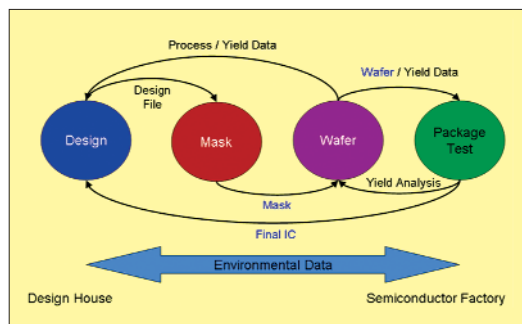 Process / Yield Data
Wafer / Yield Data
Design
File
Design
Mask
Wafer
Package
Test
Yield Analysis
Mask
Final IC
Environmental Data
Design House
Semiconductor Factory